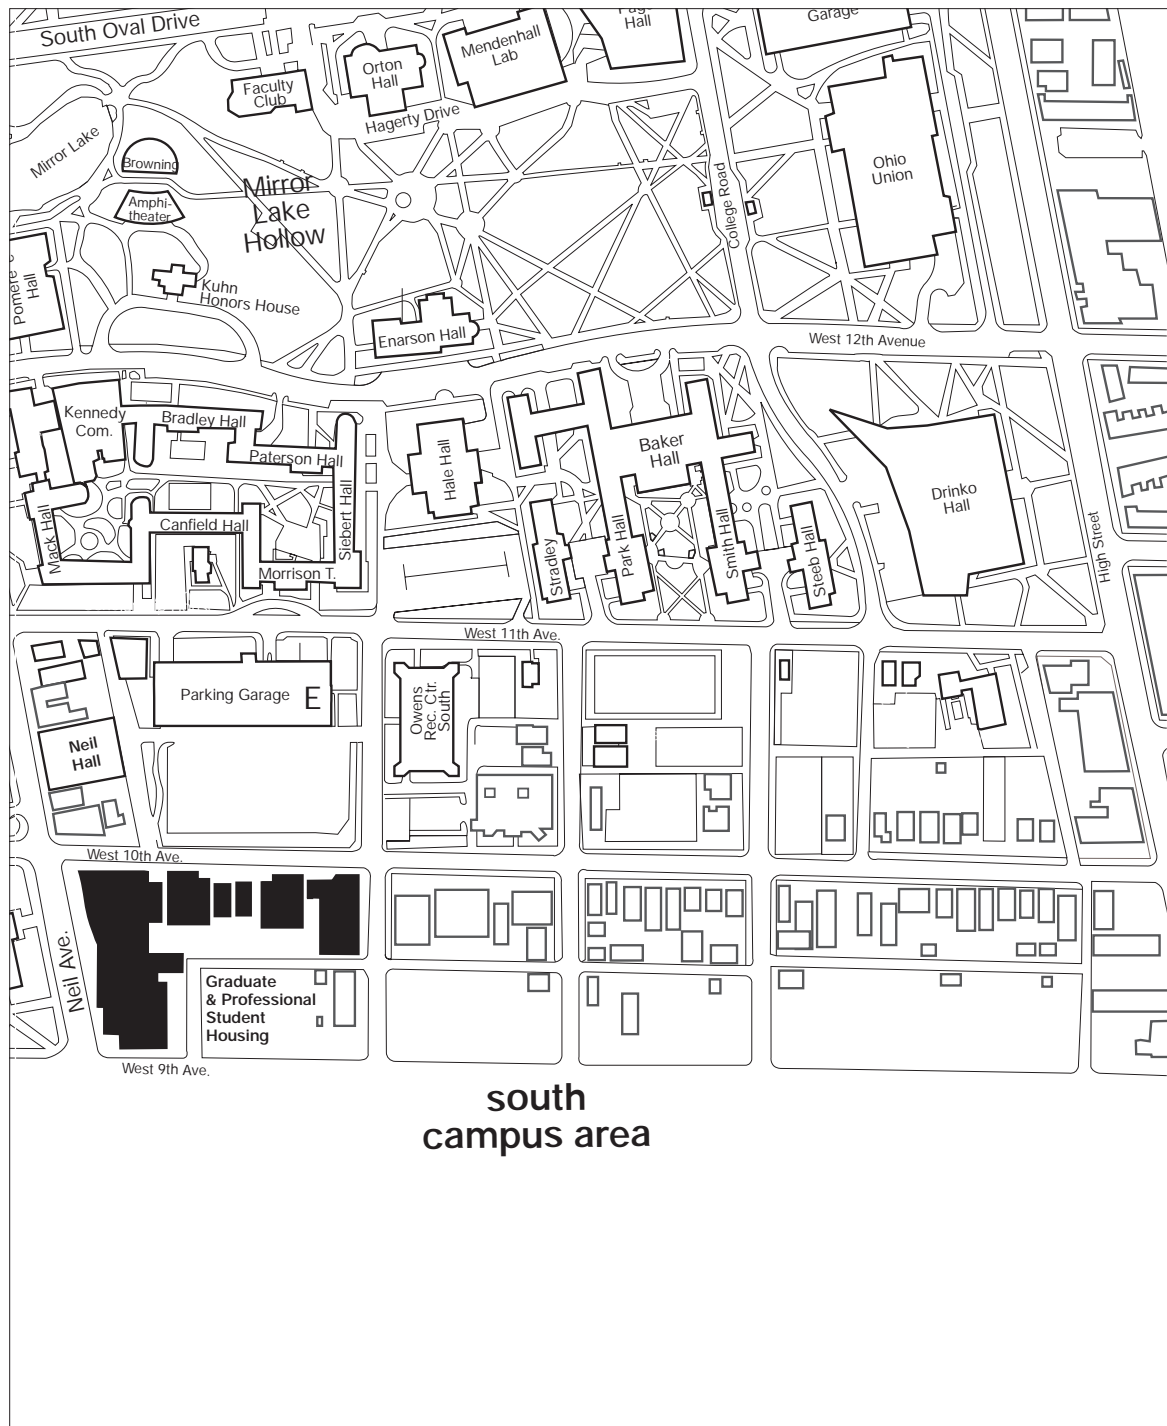 South Oval Drive
Hall
Garage
Mendenhall
Lab
Orton
Hall
Faculty
Club
Hagerty Drive
Mirror Lake
Browning
Amphi-
theater
Mirror
Lake
Hollow
Ohio
Union
College Road
Kuhn
Honors House
Hall
Enarson Hall
West 12th Avenue
Kennedy
Com.
Bradley Hall
Paterson Hall
Hale Hall
Baker
Hall
Drinko
Hall
Mack Hall
Canfield Hall
Siebert Hall
Morrison T.
Stradley
Park Hall
Smith Hall
Steeb Hall
High Street
West 11th Ave.
Parking Garage
E
Owens
Rec. Ctr.
South
Neil
Hall
West 10th Ave.
Neil Ave.
Graduate
& Professional
Student
Housing
West 9th Ave.
south
campus area